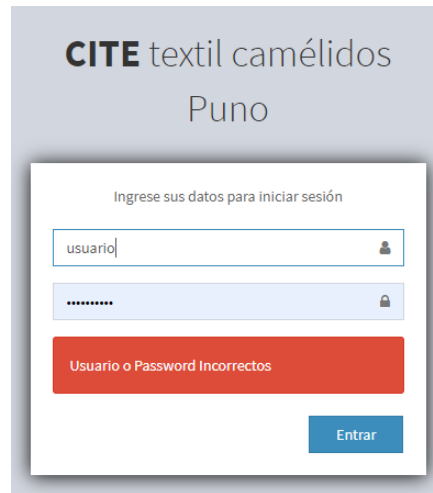 CITE textil camélidos
Puno
Ingrese sus datos para iniciar sesión
usuario
••••••••••
Usuario o Password Incorrectos
Entrar